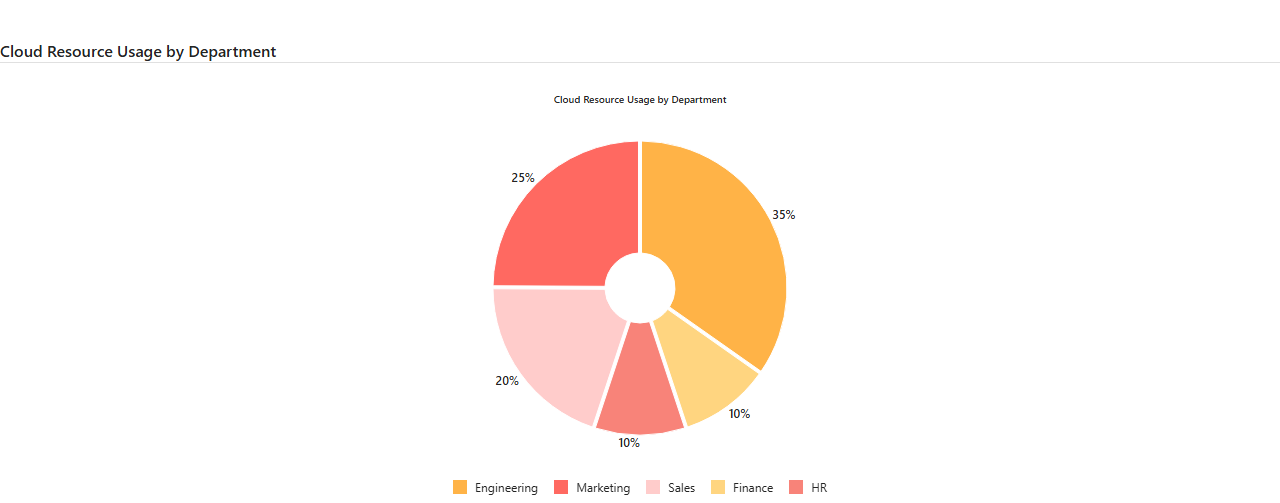 Cloud Resource Usage by Department
Cloud Resource Usage by Department
25%
35%
20%
10%
10%
Engineering Marketing Sales Finance HR